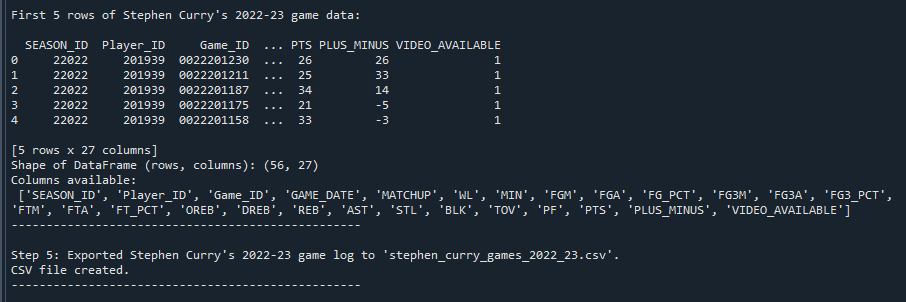 First 5 rows of Stephen Curry's 2022-23 game data:
SEASON_ID Player_ID Game_ID ... PTS PLUS_MINUS VIDEO_AVAILABLE
0 22022 201939 0022201230 ... 26 26 1
1 22022 201939 0022201211 ... 25 33 1
2 22022 201939 0022201187 ... 34 14 1
3 22022 201939 0022201175 ... 21 -5 1
4 22022 201939 0022201158 ... 33 -3 1
[5 rows x 27 columns]
Shape of DataFrame (rows, columns): (56, 27)
Columns available:
['SEASON_ID', 'Player_ID', 'Game_ID', 'GAME_DATE', 'MATCHUP', 'WL', 'MIN', 'FGM', 'FGA', 'FG_PCT', 'FG3M', 'FG3A', 'FG3_PCT',
'FTM', 'FTA', 'FT_PCT', 'OREB', 'DREB', 'REB', 'AST', 'STL', 'BLK', 'TOV', 'PF', 'PTS', 'PLUS_MINUS', 'VIDEO_AVAILABLE']
--------------------------------------------------
Step 5: Exported Stephen Curry's 2022-23 game log to 'stephen_curry_games_2022_23.csv'.
CSV file created.
--------------------------------------------------